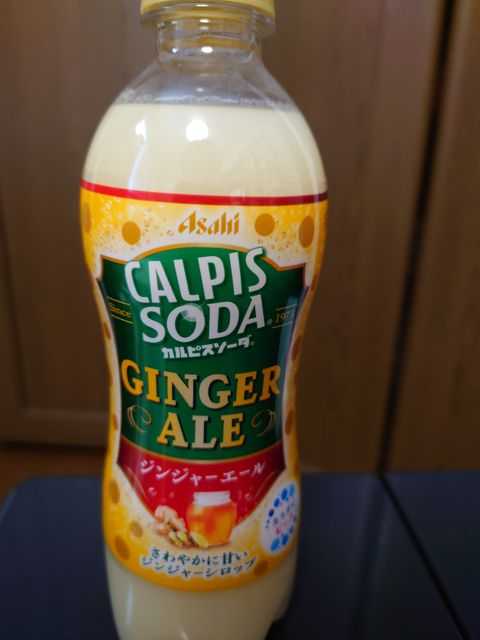 Asahi
CALPIS
Since
SODA
カルピスソーダ
GINGER
ALE
ジンジャーエール
さわやかに甘い
ジンジャーシロップ